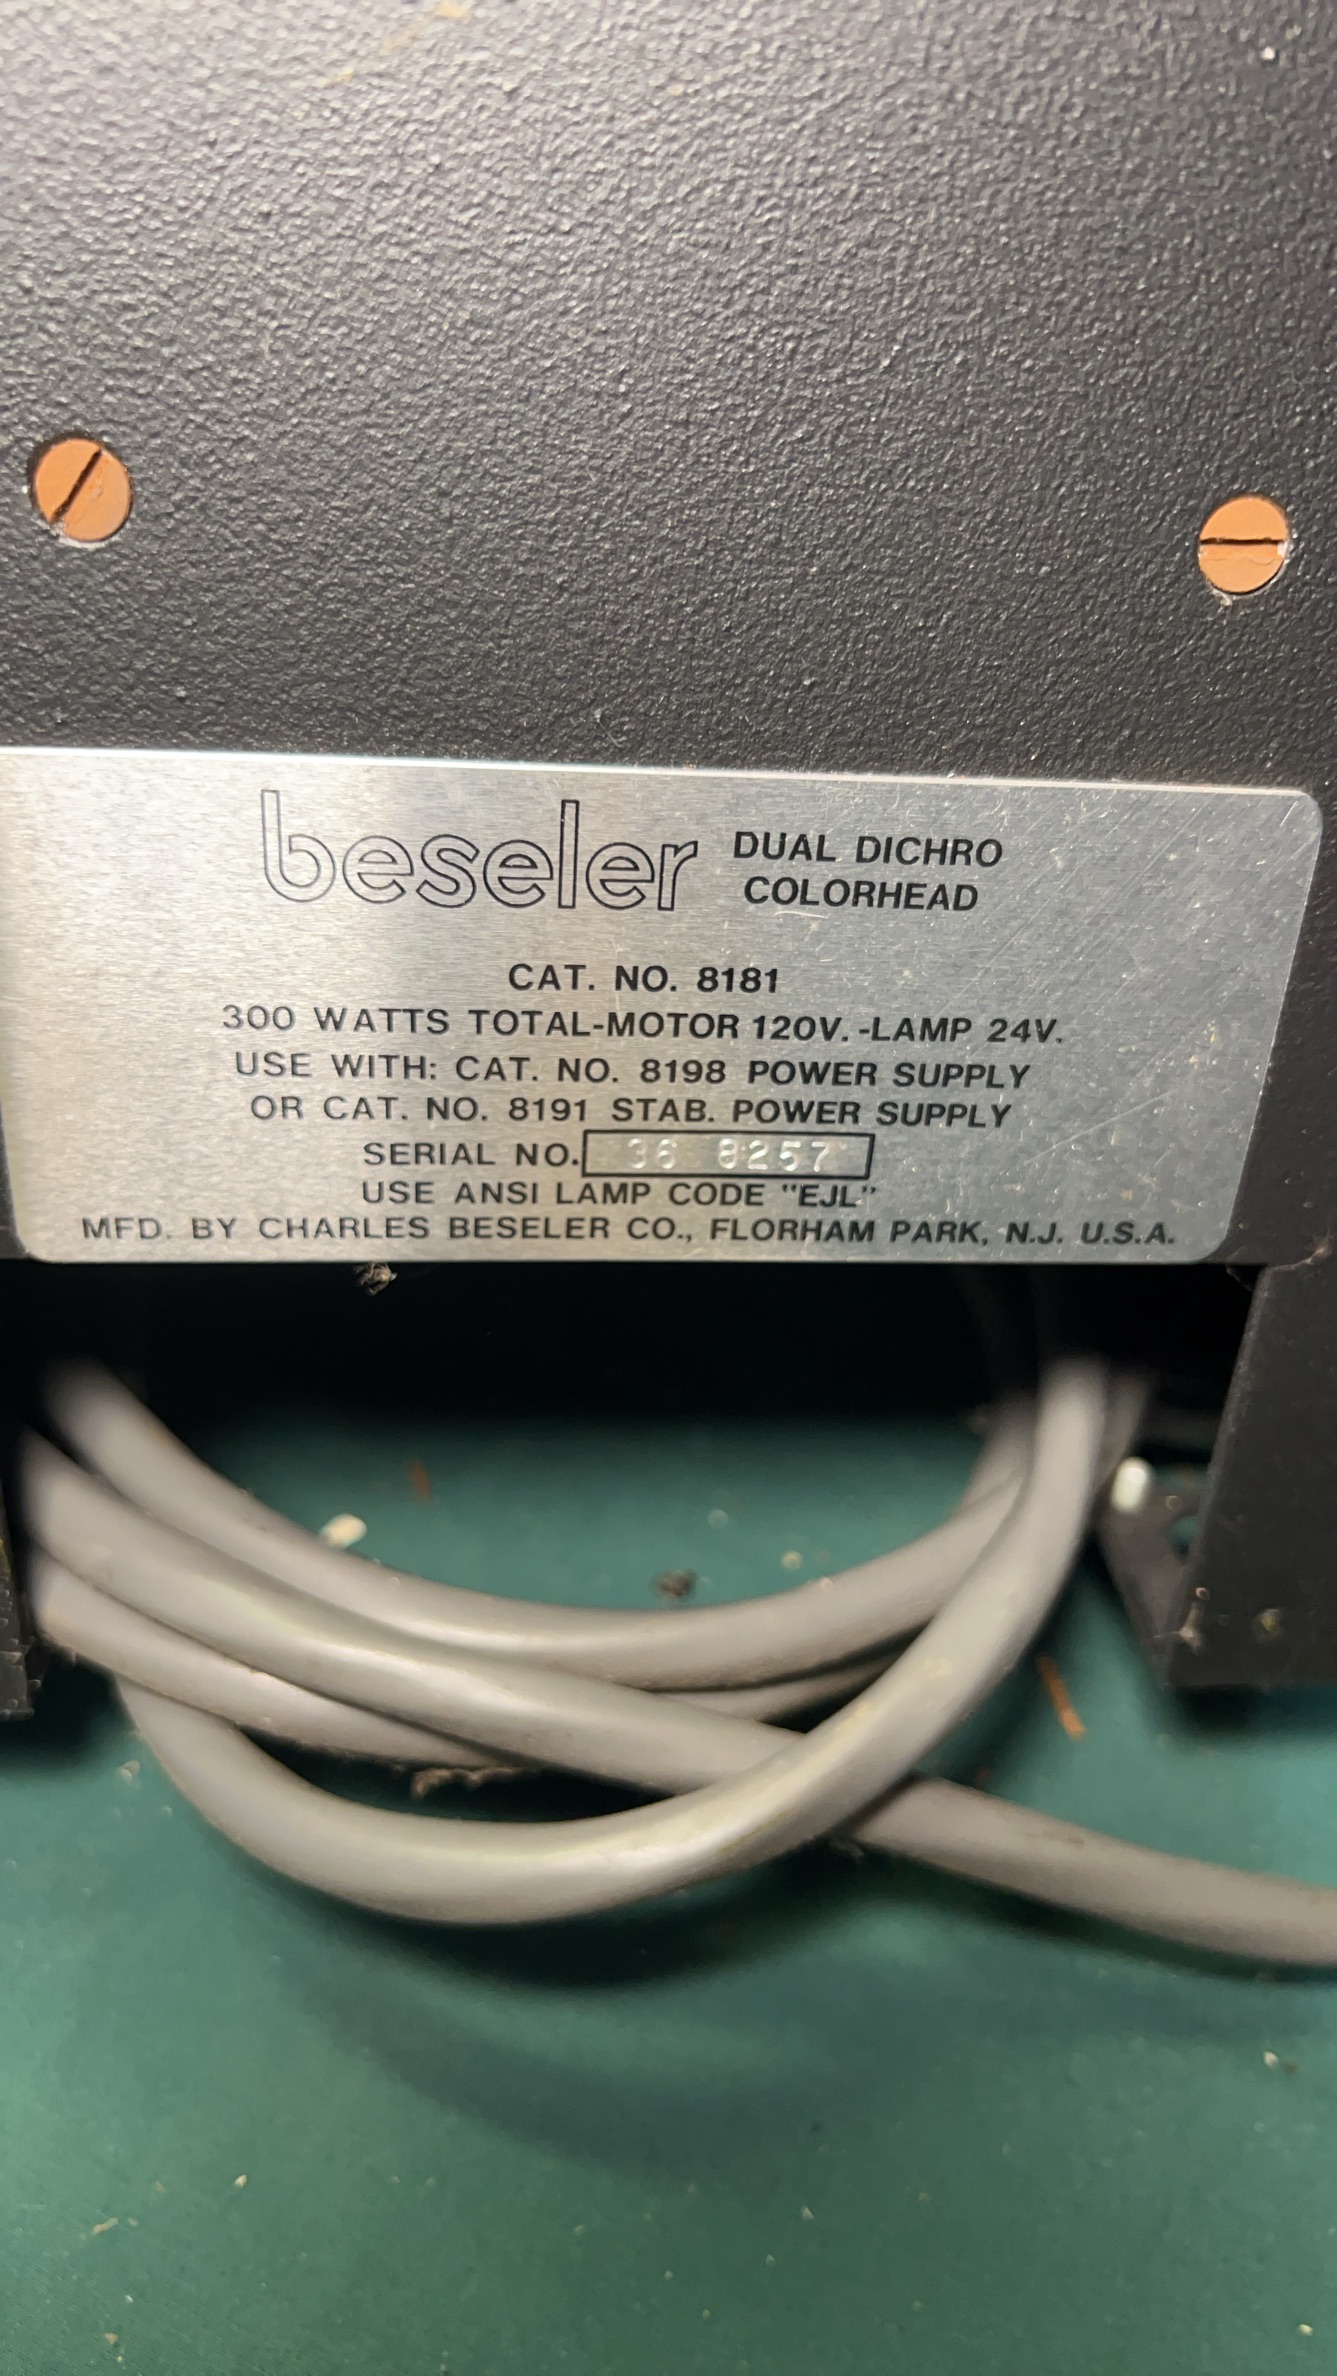 beseler DUAL DICHRO
COLORHEAD
CAT. NO. 8181
300 WATTS TOTAL-MOTOR 120V. -LAMP 24V.
USE WITH: CAT. NO. 8198 POWER SUPPLY
OR CAT. NO. 8191 STAB. POWER SUPPLY
SERIAL NO. 36 8257
USE ANSI LAMP CODE "EJL"
MFD. BY CHARLES BESELER CO., FLORHAM PARK, N.J. U.S.A.